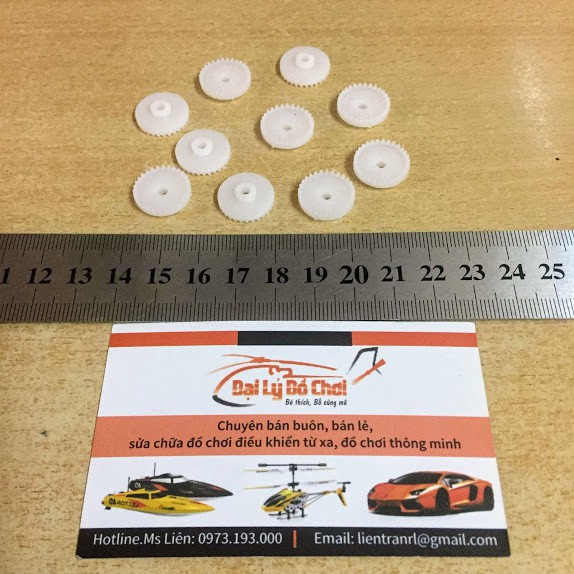 1 12 13 14 15 16 17 18 19 20 21 22 23 24 25
Đại Lý Đồ Chơi
Bé thích, Bố cũng mê
Chuyên bán buôn, bán lẻ,
sửa chữa đồ chơi điều khiển từ xa, đồ chơi thông minh
Hotline.Ms Liên: 0973.193.000 | Email: lientranrl@gmail.com